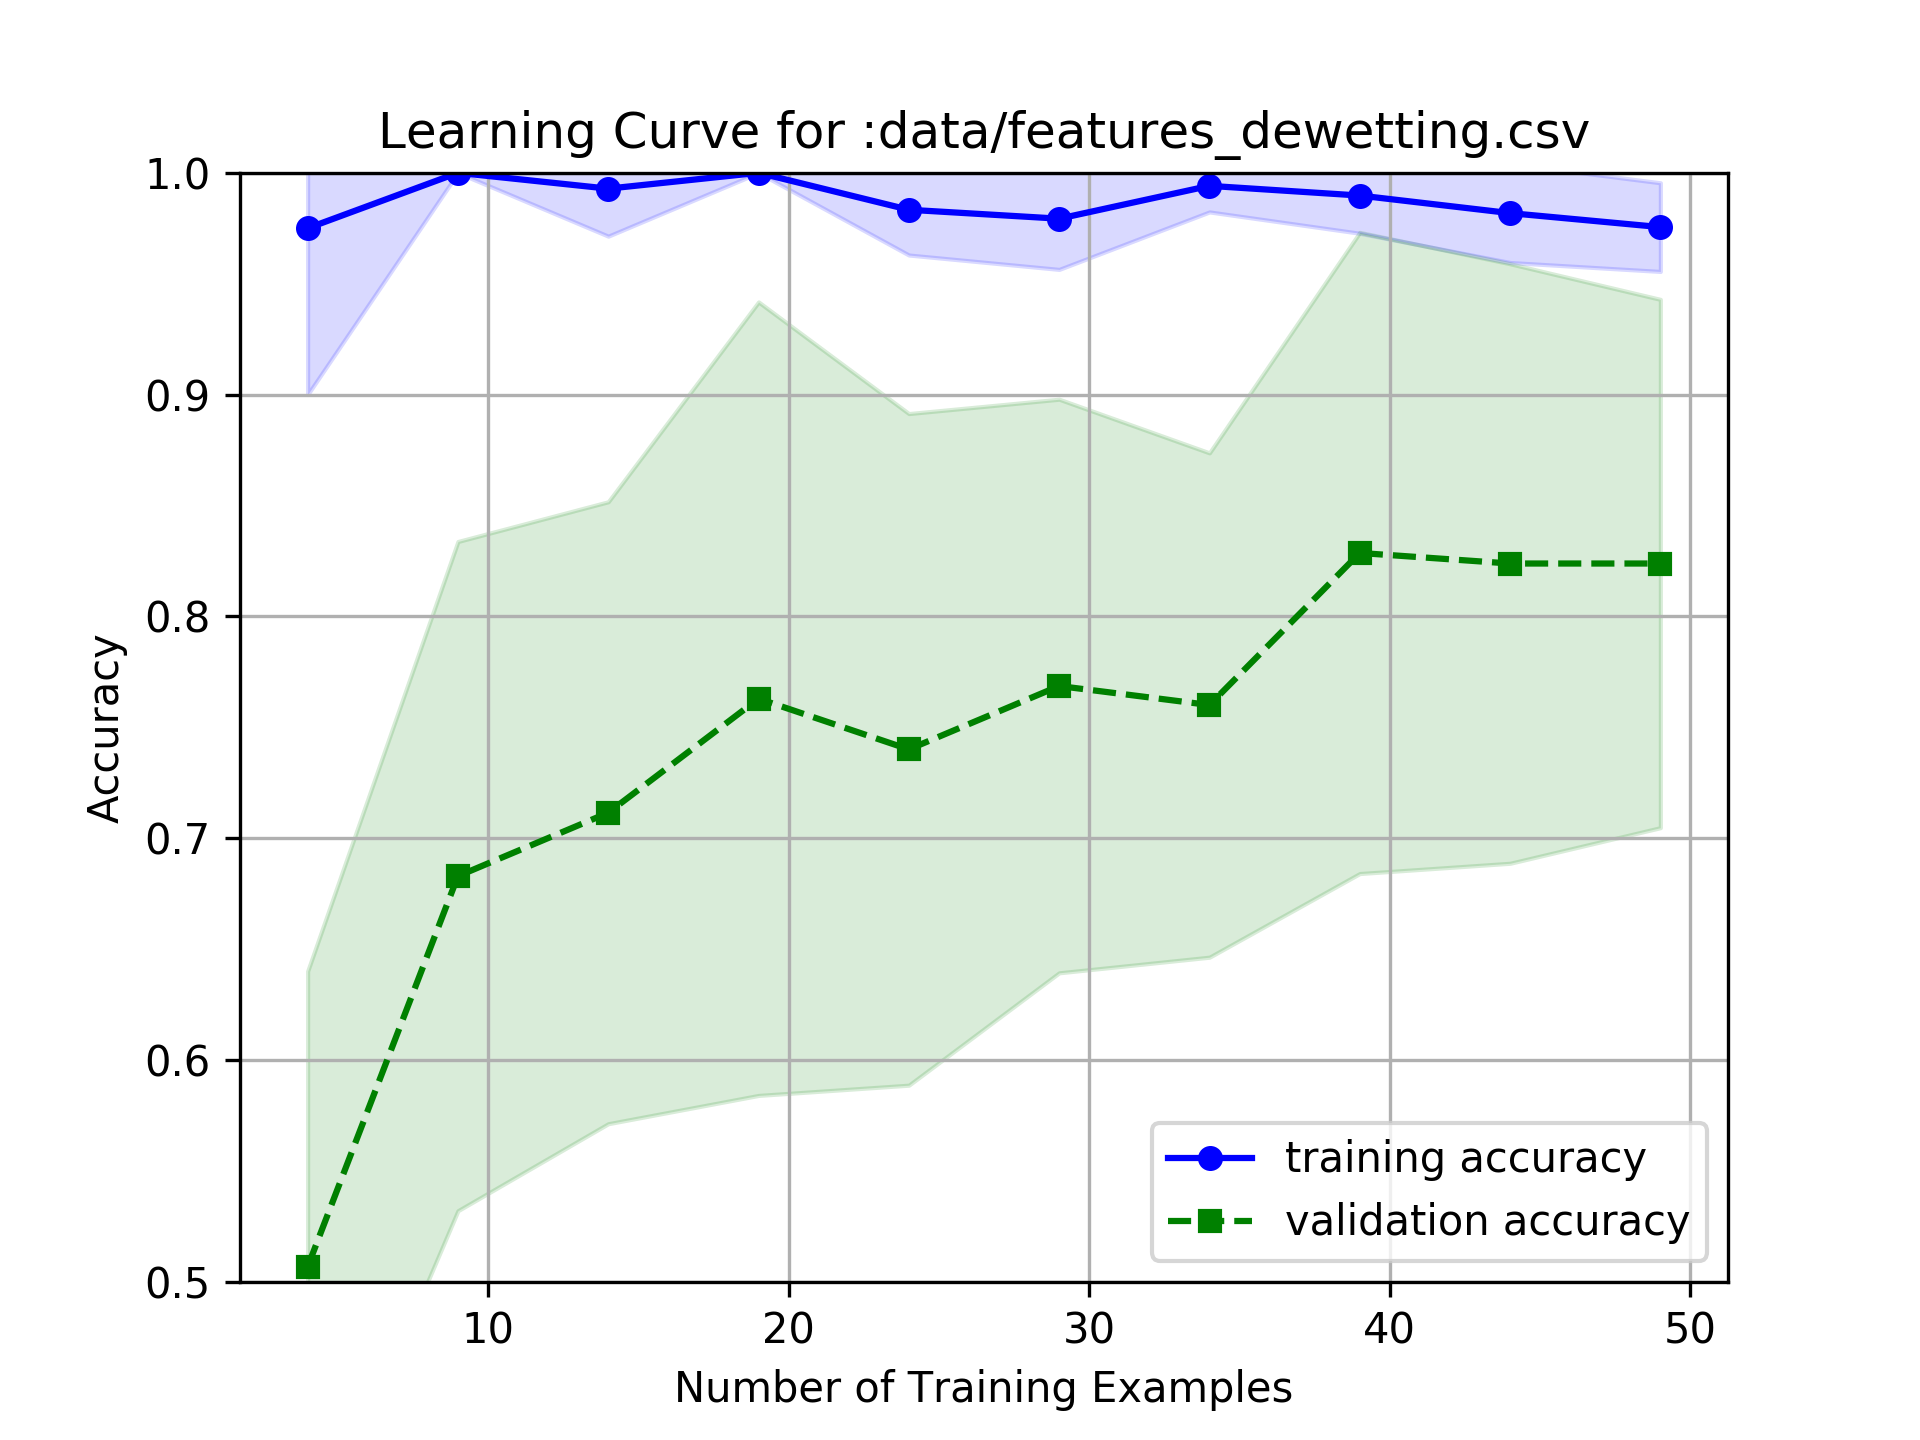 Learning Curve for :data/features_dewetting.csv
1.0
0.9
0.8
0.7
0.6
0.5
Accuracy
training accuracy
validation accuracy
10 20 30 40 50
Number of Training Examples